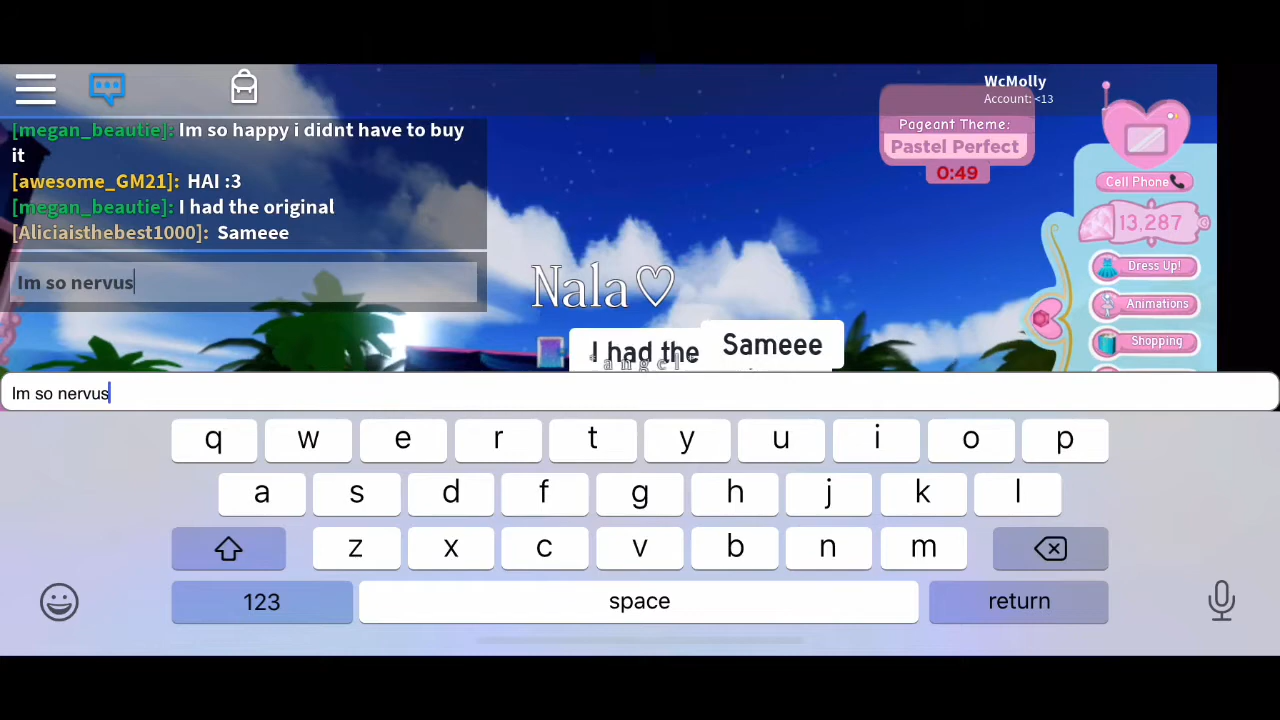 WcMolly
Account: <13
[megan_beautie]: Im so happy i didnt have to buy
it
[awesome_GM21]: HAI :3
[megan_beautie]: I had the original
[Aliciaisthebest1000]: Sameee
Im so nervus
Pageant Theme:
Pastel Perfect
0:49
Cell Phone
13,287
Dress Up!
Animations
Shopping
Nala♡
I had the
Sameee
Im so nervus
q w e r t y u i o p
a s d f g h j k l
z x c v b n m
123 space return